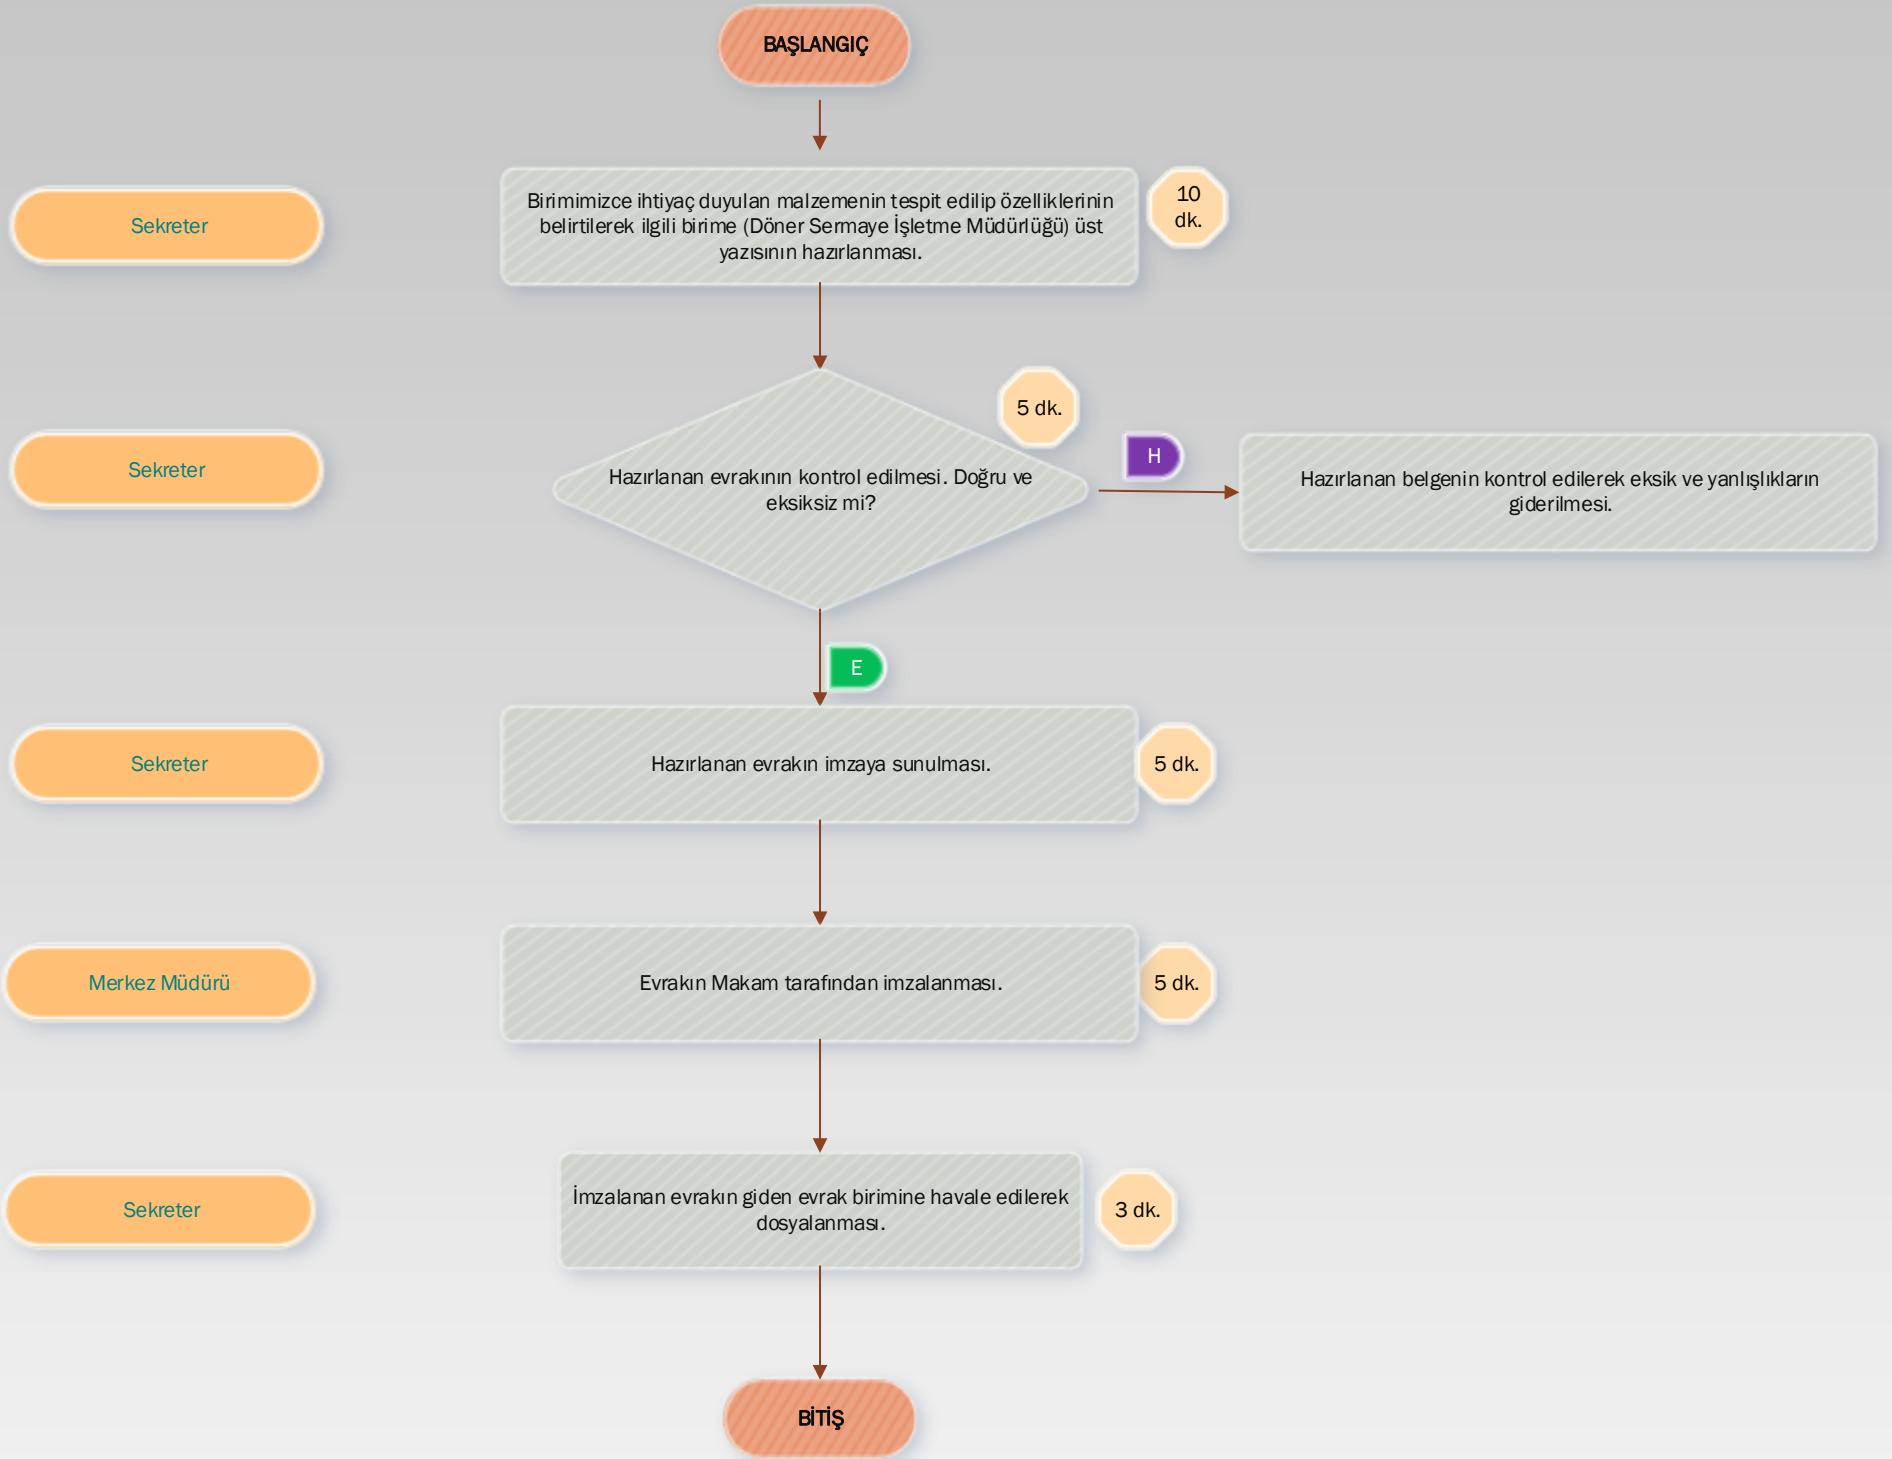 BAŞLANGIÇ
Sekreter
Birimimizce ihtiyaç duyulan malzemenin tespit edilip özelliklerinin
belirtilerek ilgili birime (Döner Sermaye İşletme Müdürlüğü) üst
yazısının hazırlanması.
10
dk.
Sekreter
Hazırlanan evrakının kontrol edilmesi. Doğru ve
eksiksiz mi?
5 dk.
H
Hazırlanan belgenin kontrol edilerek eksik ve yanlışlıkların
giderilmesi.
E
Sekreter
Hazırlanan evrakın imzaya sunulması.
5 dk.
Merkez Müdürü
Evrakın Makam tarafından imzalanması.
5 dk.
Sekreter
İmzalanan evrakın giden evrak birimine havale edilerek
dosyalanması.
3 dk.
BİTİŞ